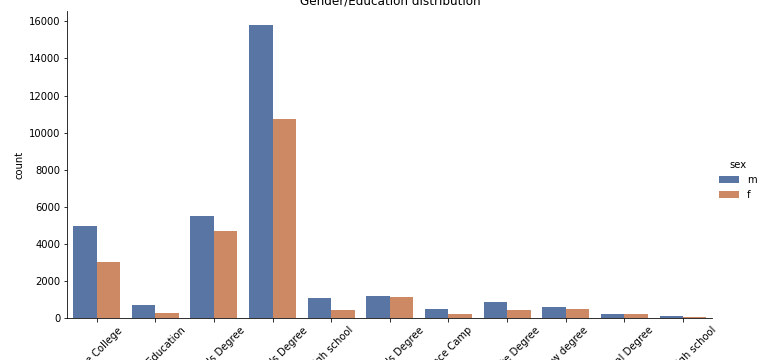 Gender/Education distribution
16000
14000
12000
10000
8000
6000
4000
2000
0
count
sex
m
f
e College
Education
s Degree
s Degree
gh school
s Degree
ce Camp
e Degree
w degree
l Degree
gh school